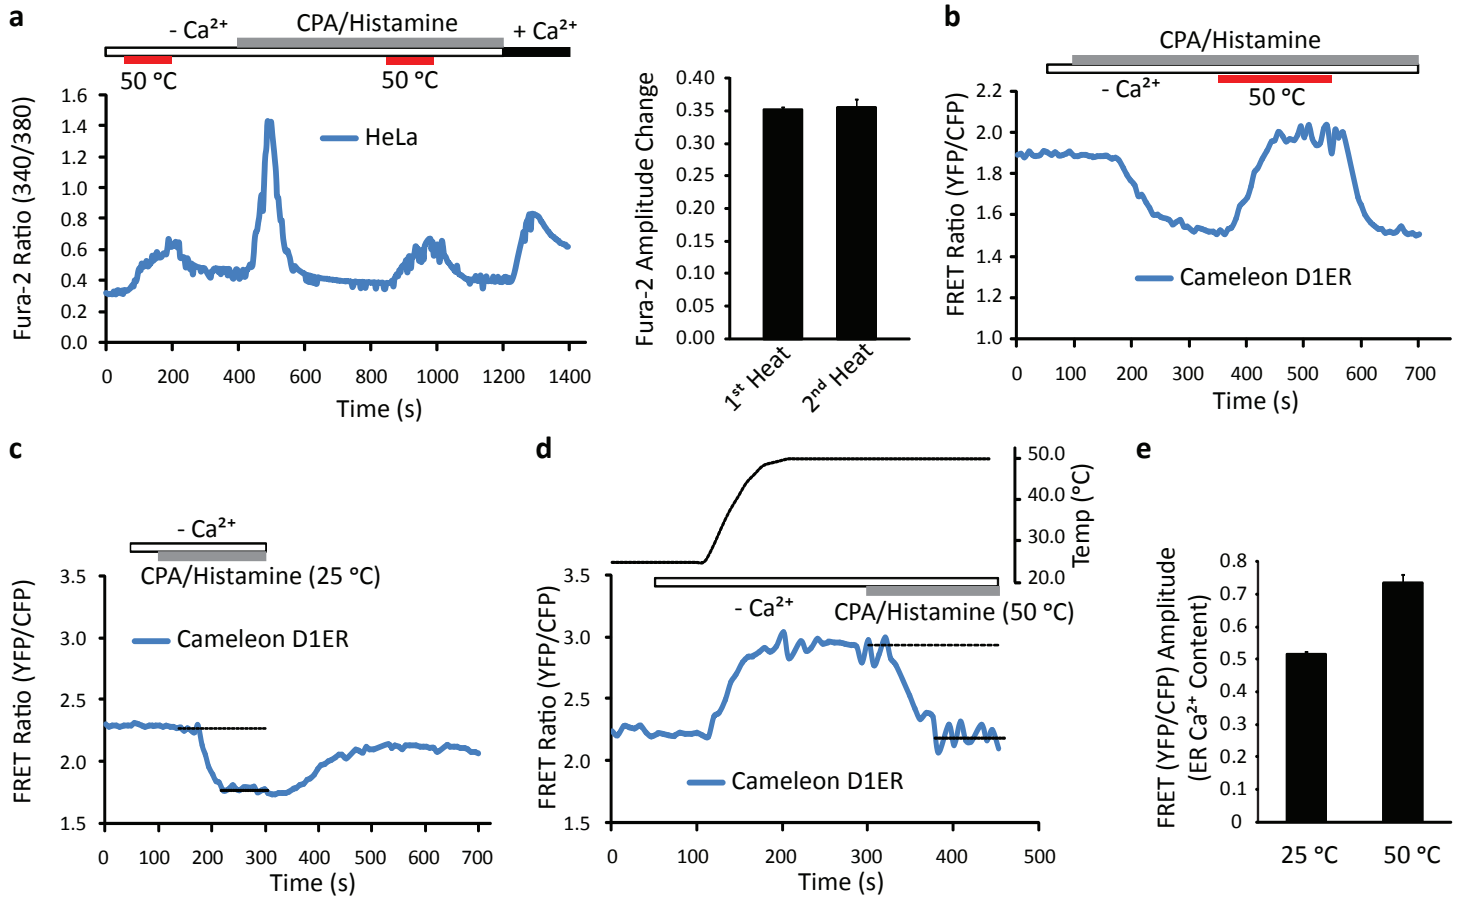 a
- Ca²⁺
CPA/Histamine
+ Ca²⁺
50 °C
50 °C
Fura-2 Ratio (340/380)
1.6
1.4
1.2
1.0
0.8
0.6
0.4
0.2
0.0
HeLa
0 200 400 600 800 1000 1200 1400
Time (s)
Fura-2 Amplitude Change
0.40
0.35
0.30
0.25
0.20
0.15
0.10
0.05
0.00
1ˢᵗ Heat
2ⁿᵈ Heat
b
CPA/Histamine
- Ca²⁺
50 °C
FRET Ratio (YFP/CFP)
2.2
2.0
1.8
1.6
1.4
1.2
1.0
Cameleon D1ER
0 100 200 300 400 500 600 700
Time (s)
c
- Ca²⁺
CPA/Histamine (25 °C)
FRET Ratio (YFP/CFP)
3.5
3.0
2.5
2.0
1.5
Cameleon D1ER
0 100 200 300 400 500 600 700
Time (s)
d
50.0
40.0
30.0
20.0
Temp (°C)
- Ca²⁺
CPA/Histamine (50 °C)
FRET Ratio (YFP/CFP)
3.5
3.0
2.5
2.0
1.5
Cameleon D1ER
0 100 200 300 400 500
Time (s)
e
FRET (YFP/CFP) Amplitude
(ER Ca²⁺ Content)
0.8
0.7
0.6
0.5
0.4
0.3
0.2
0.1
0
25 °C
50 °C